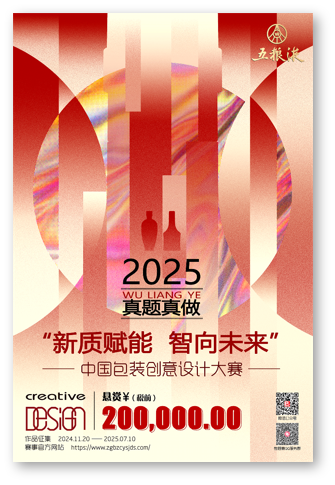 五粮液
2025
WU LIANG YE
真题真做
“新质赋能 智向未来”
中国包装创意设计大赛
creative
DESIGN
悬赏￥(税前)
200,000.00
作品征集 2024.11.20 —— 2025.07.10
赛事官方网站 https://www.zgbzcysjds.com/